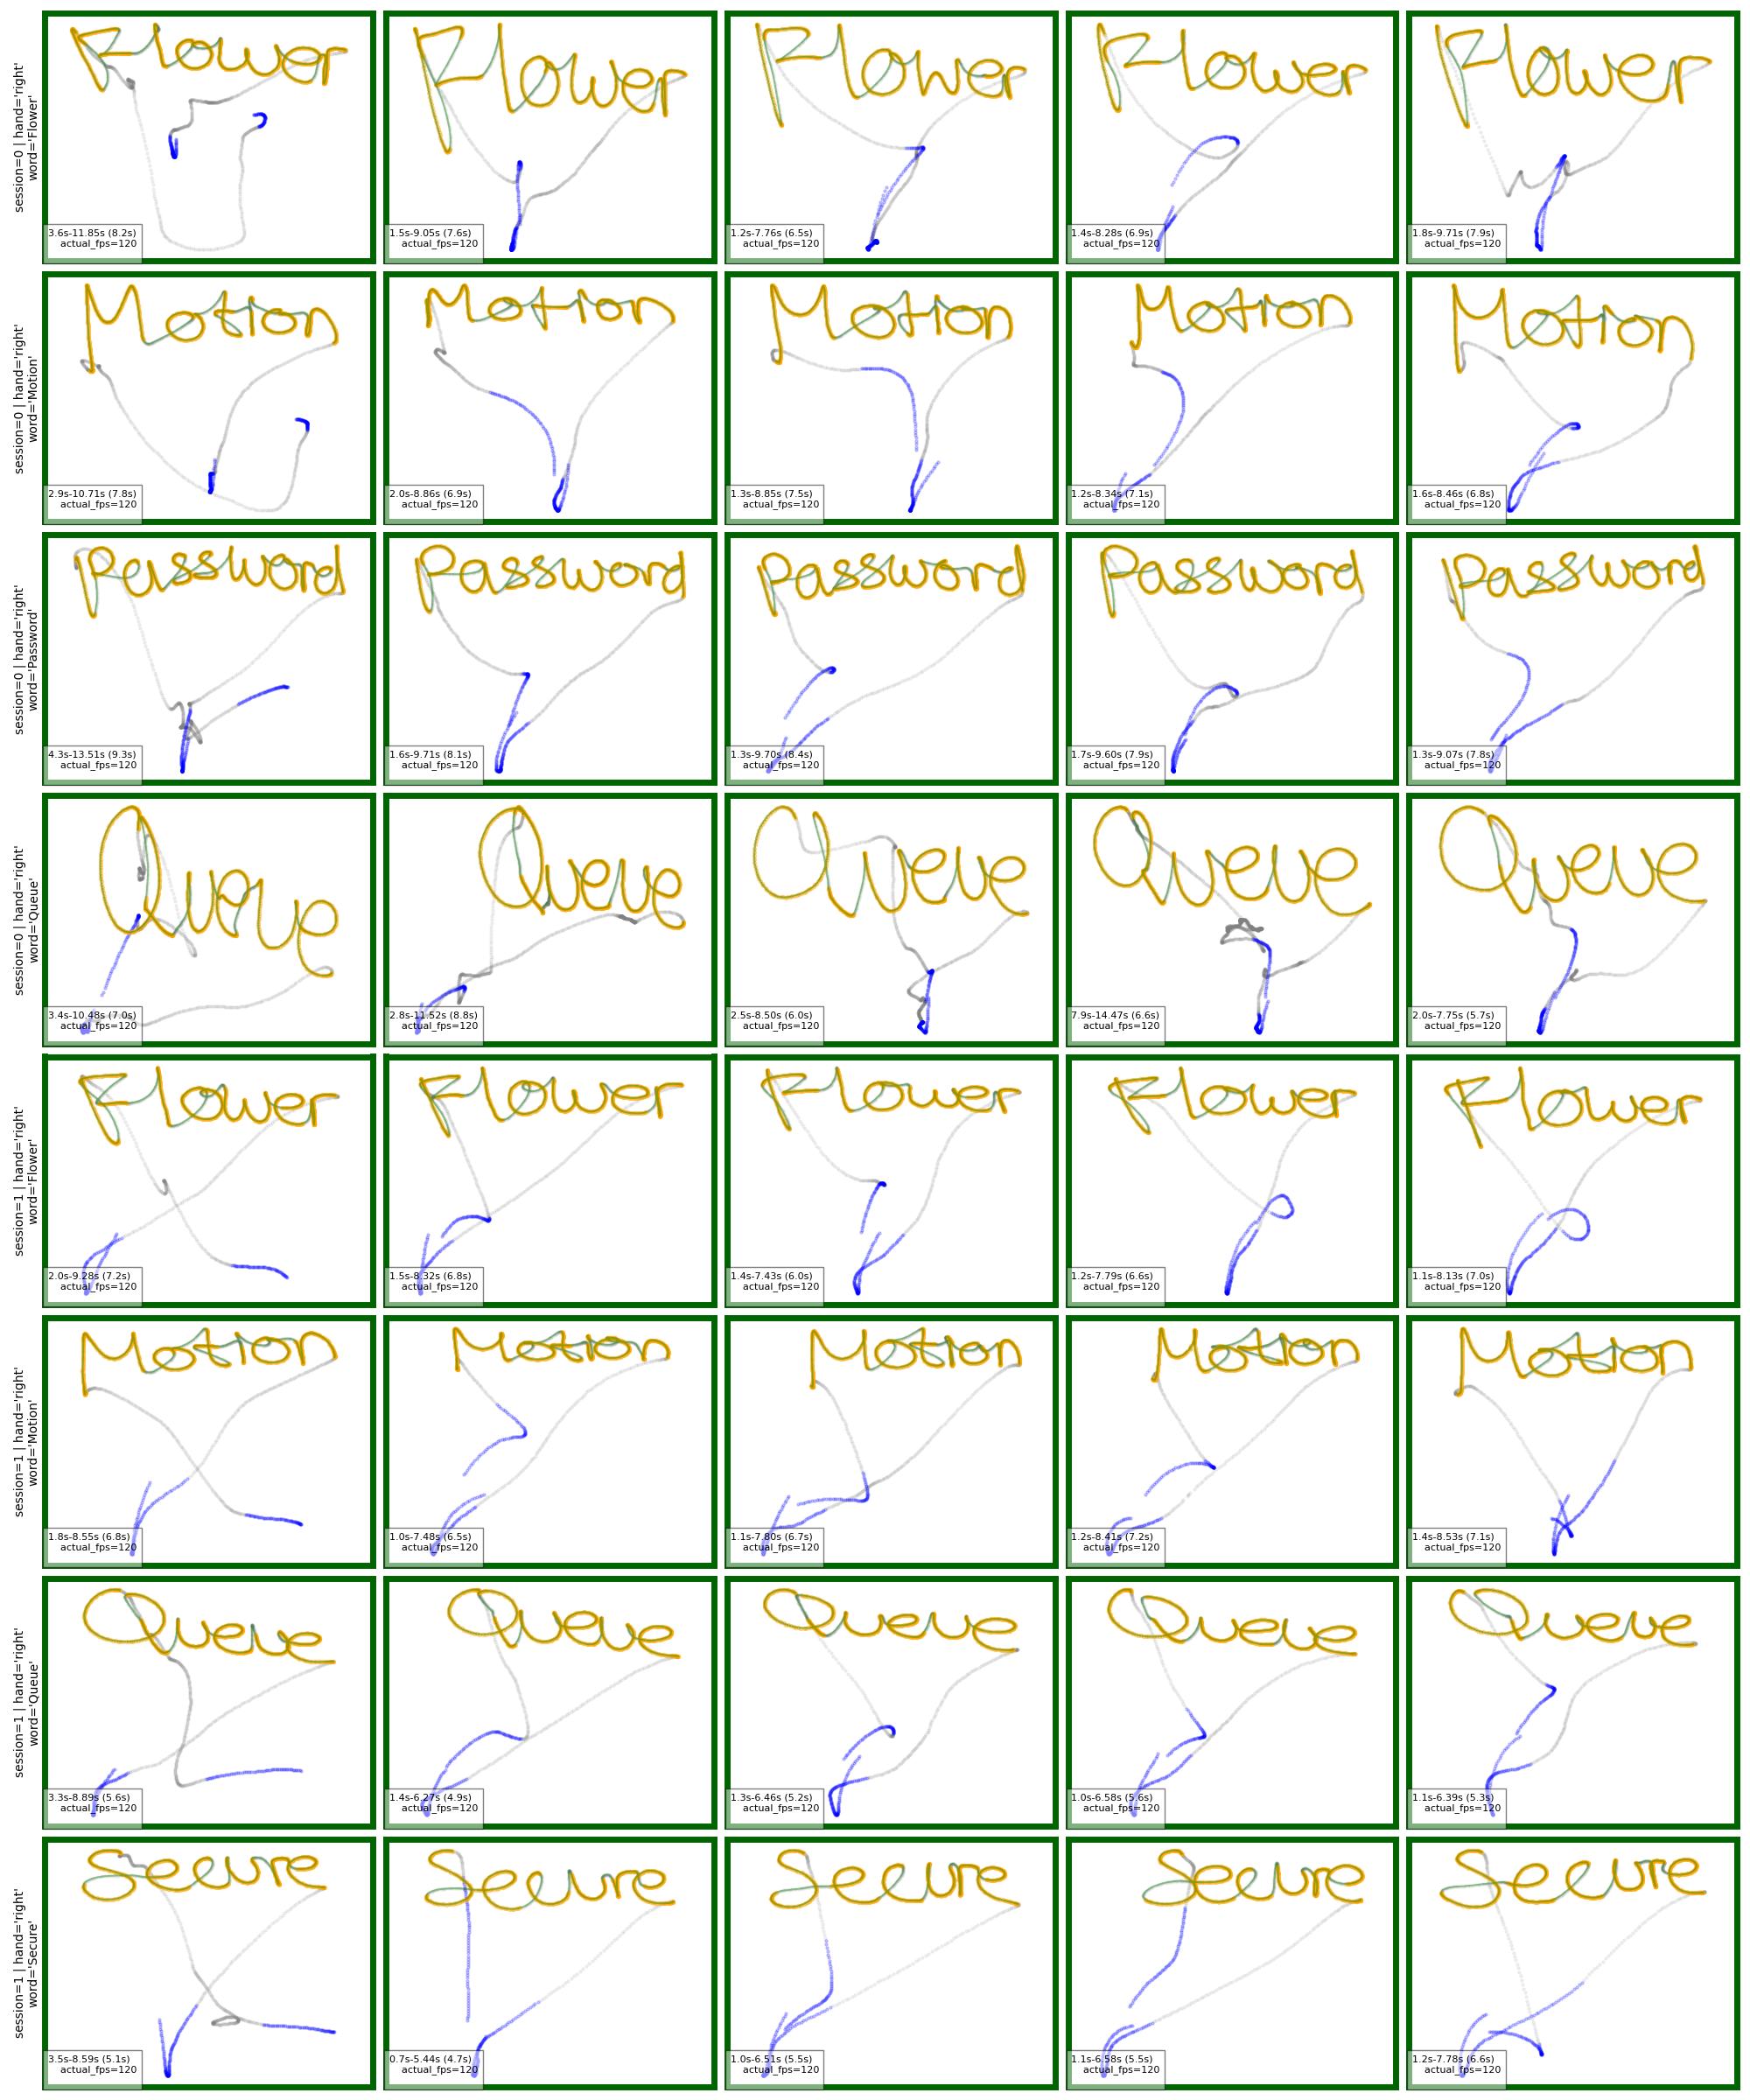 session=0 | hand='right'
word='Flower'
Flower Flower Flower Flower Flower
3.6s-11.85s (8.2s) actual_fps=120
1.5s-9.05s (7.6s) actual_fps=120
1.2s-7.76s (6.5s) actual_fps=120
1.4s-8.28s (6.9s) actual_fps=120
1.8s-9.71s (7.9s) actual_fps=120
session=0 | hand='right'
word='Motion'
Motion Motion Motion Motion Motion
2.9s-10.71s (7.8s) actual_fps=120
2.0s-8.86s (6.9s) actual_fps=120
1.3s-8.85s (7.5s) actual_fps=120
1.2s-8.34s (7.1s) actual_fps=120
1.6s-8.46s (6.8s) actual_fps=120
session=0 | hand='right'
word='Password'
Password Password Password Password Password
4.3s-13.51s (9.3s) actual_fps=120
1.6s-9.71s (8.1s) actual_fps=120
1.3s-9.70s (8.4s) actual_fps=120
1.7s-9.60s (7.9s) actual_fps=120
1.3s-9.07s (7.8s) actual_fps=120
session=0 | hand='right'
word='Queue'
Queue Queue Queue Queue Queue
3.4s-10.48s (7.0s) actual_fps=120
2.8s-11.52s (8.8s) actual_fps=120
2.5s-8.50s (6.0s) actual_fps=120
7.9s-14.47s (6.6s) actual_fps=120
2.0s-7.75s (5.7s) actual_fps=120
session=1 | hand='right'
word='Flower'
Flower Flower Flower Flower Flower
2.0s-9.28s (7.2s) actual_fps=120
1.5s-8.32s (6.8s) actual_fps=120
1.4s-7.43s (6.0s) actual_fps=120
1.2s-7.79s (6.6s) actual_fps=120
1.1s-8.13s (7.0s) actual_fps=120
session=1 | hand='right'
word='Motion'
Motion Motion Motion Motion Motion
1.8s-8.55s (6.8s) actual_fps=120
1.0s-7.48s (6.5s) actual_fps=120
1.1s-7.80s (6.7s) actual_fps=120
1.2s-8.41s (7.2s) actual_fps=120
1.4s-8.53s (7.1s) actual_fps=120
session=1 | hand='right'
word='Queue'
Queue Queue Queue Queue Queue
3.3s-8.89s (5.6s) actual_fps=120
1.4s-6.27s (4.9s) actual_fps=120
1.3s-6.46s (5.2s) actual_fps=120
1.0s-6.58s (5.6s) actual_fps=120
1.1s-6.39s (5.3s) actual_fps=120
session=1 | hand='right'
word='Secure'
Secure Secure Secure Secure Secure
3.5s-8.59s (5.1s) actual_fps=120
0.7s-5.44s (4.7s) actual_fps=120
1.0s-6.51s (5.5s) actual_fps=120
1.1s-6.58s (5.5s) actual_fps=120
1.2s-7.78s (6.6s) actual_fps=120